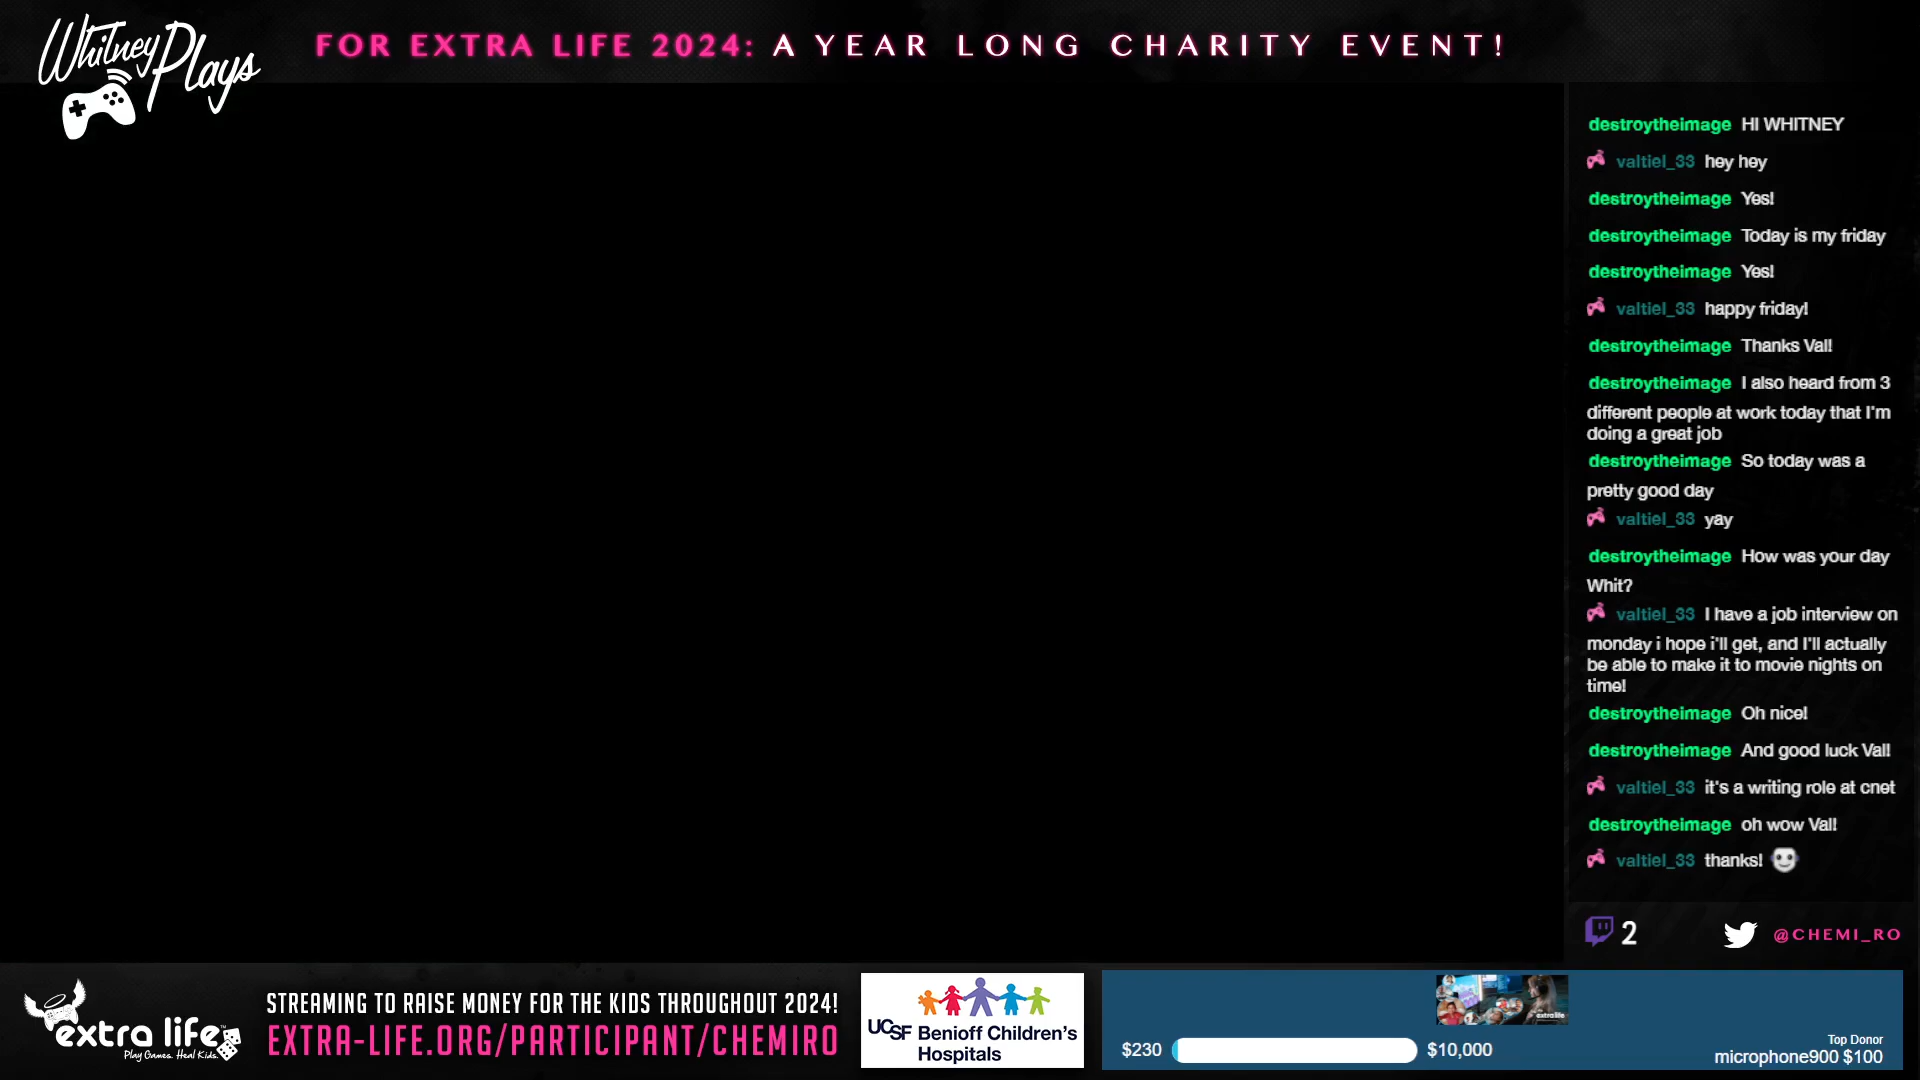 Whitney Plays
FOR EXTRA LIFE 2024: A YEAR LONG CHARITY EVENT!
destroytheimage HI WHITNEY
valtiel_33 hey hey
destroytheimage Yes!
destroytheimage Today is my friday
destroytheimage Yes!
valtiel_33 happy friday!
destroytheimage Thanks Val!
destroytheimage I also heard from 3
different people at work today that I'm
doing a great job
destroytheimage So today was a
pretty good day
valtiel_33 yay
destroytheimage How was your day
Whit?
valtiel_33 I have a job interview on
monday i hope i'll get, and I'll actually
be able to make it to movie nights on
time!
destroytheimage Oh nice!
destroytheimage And good luck Val!
valtiel_33 it's a writing role at cnet
destroytheimage oh wow Val!
valtiel_33 thanks!
2
@CHEMI_RO
extra life
Play Games. Heal Kids.
STREAMING TO RAISE MONEY FOR THE KIDS THROUGHOUT 2024!
EXTRA-LIFE.ORG/PARTICIPANT/CHEMIRO
UCSF Benioff Children's
Hospitals
extra life
$230
$10,000
Top Donor
microphone900 $100